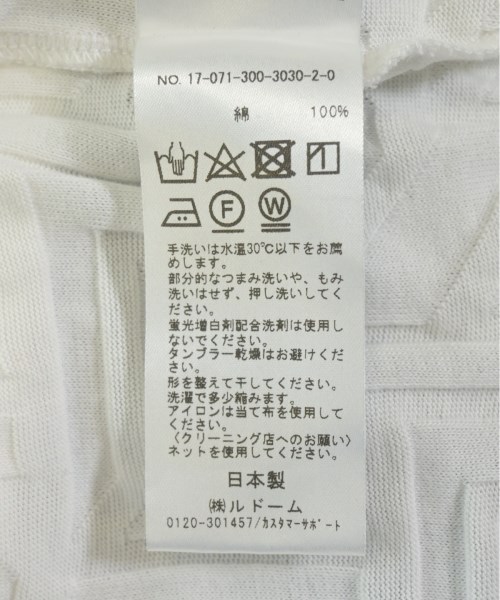 NO. 17-071-300-3030-2-0
綿 100%
F W
手洗いは水温30℃以下をお薦
めします。
部分的なつまみ洗いや、もみ
洗いはせず、押し洗いしてく
ださい。
蛍光増白剤配合洗剤は使用し
ないでください。
タンブラー乾燥はお避けくだ
さい。
形を整えて干してください。
洗濯で多少縮みます。
アイロンは当て布を使用して
ください。
〈クリーニング店へのお願い〉
ネットを使用してください。
日本製
㈱ルドーム
0120-301457/ｶｽﾀﾏｰｻﾎﾟｰﾄ